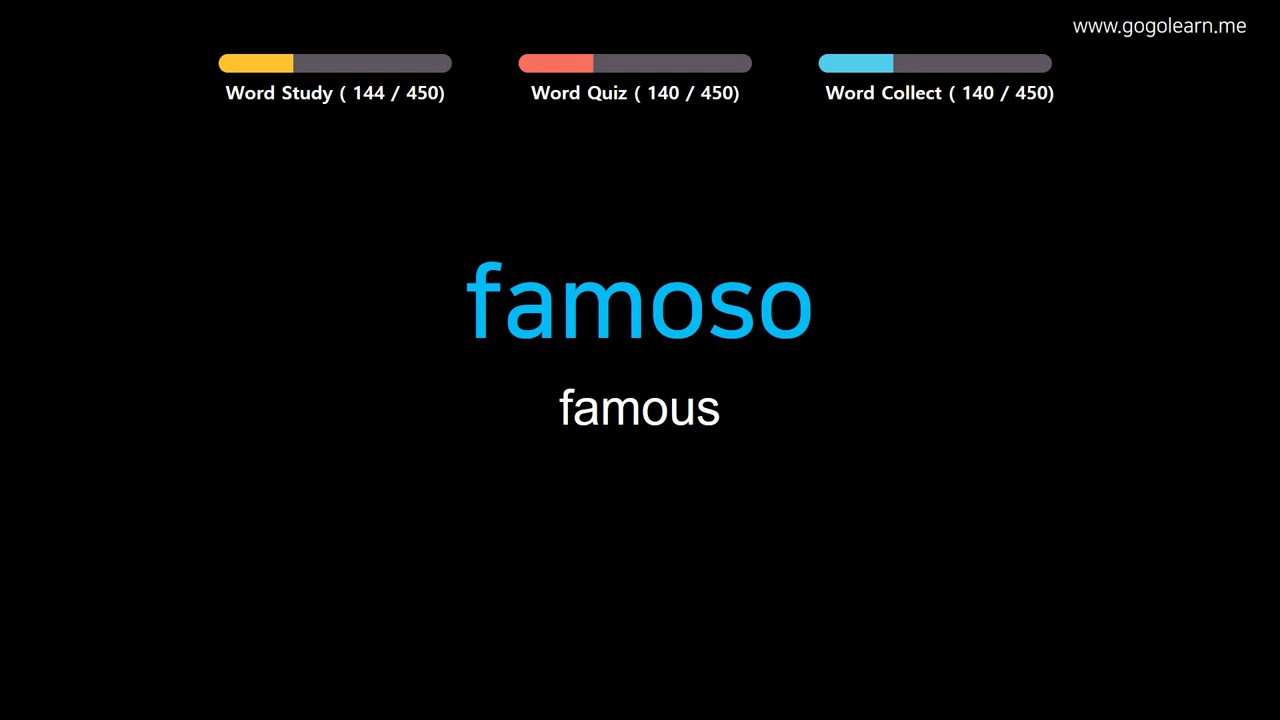 www.gogolearn.me
Word Study ( 144 / 450)
Word Quiz ( 140 / 450)
Word Collect ( 140 / 450)
famoso
famous